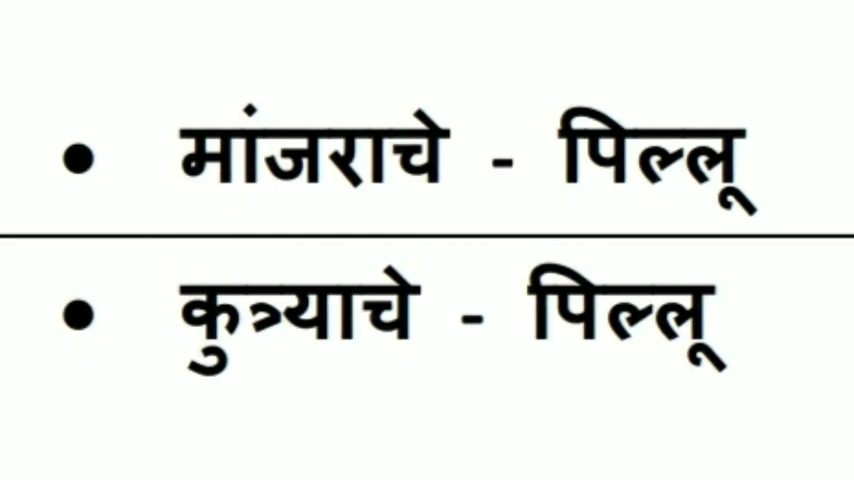 • मांजराचे - पिल्लू
• कुत्र्याचे - पिल्लू